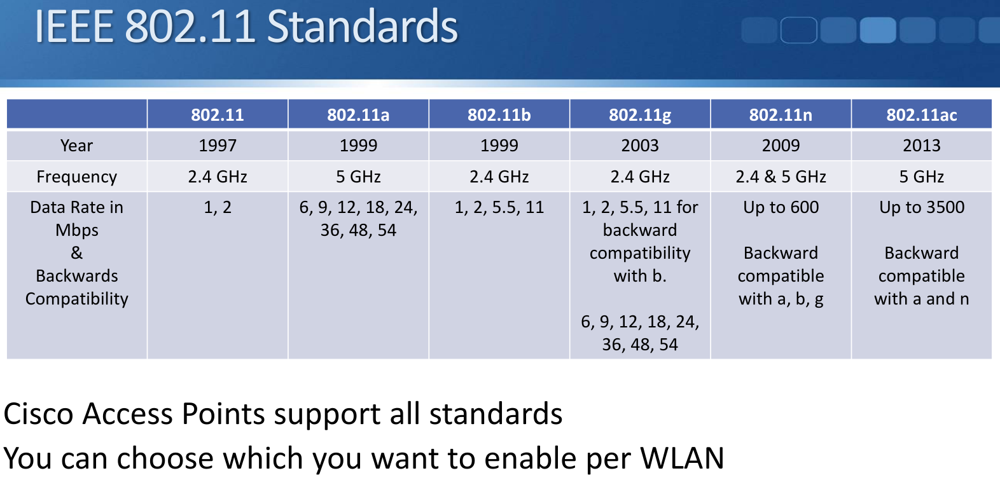 IEEE 802.11 Standards
802.11 802.11a 802.11b 802.11g 802.11n 802.11ac
Year 1997 1999 1999 2003 2009 2013
Frequency 2.4 GHz 5 GHz 2.4 GHz 2.4 GHz 2.4 & 5 GHz 5 GHz
Data Rate in
Mbps
&
Backwards
Compatibility
1, 2
6, 9, 12, 18, 24,
36, 48, 54
1, 2, 5.5, 11
1, 2, 5.5, 11 for
backward
compatibility
with b.
6, 9, 12, 18, 24,
36, 48, 54
Up to 600
Backward
compatible
with a, b, g
Up to 3500
Backward
compatible
with a and n
Cisco Access Points support all standards
You can choose which you want to enable per WLAN